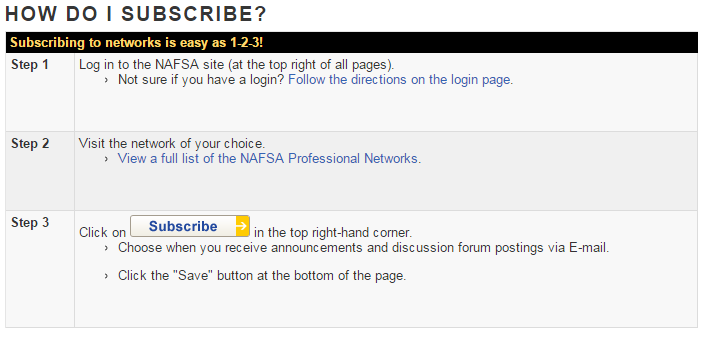 HOW DO I SUBSCRIBE?
Subscribing to networks is easy as 1-2-3!
Step 1
Log in to the NAFSA site (at the top right of all pages).
› Not sure if you have a login? Follow the directions on the login page.
Step 2
Visit the network of your choice.
› View a full list of the NAFSA Professional Networks.
Step 3
Click on Subscribe in the top right-hand corner.
› Choose when you receive announcements and discussion forum postings via E-mail.
› Click the "Save" button at the bottom of the page.